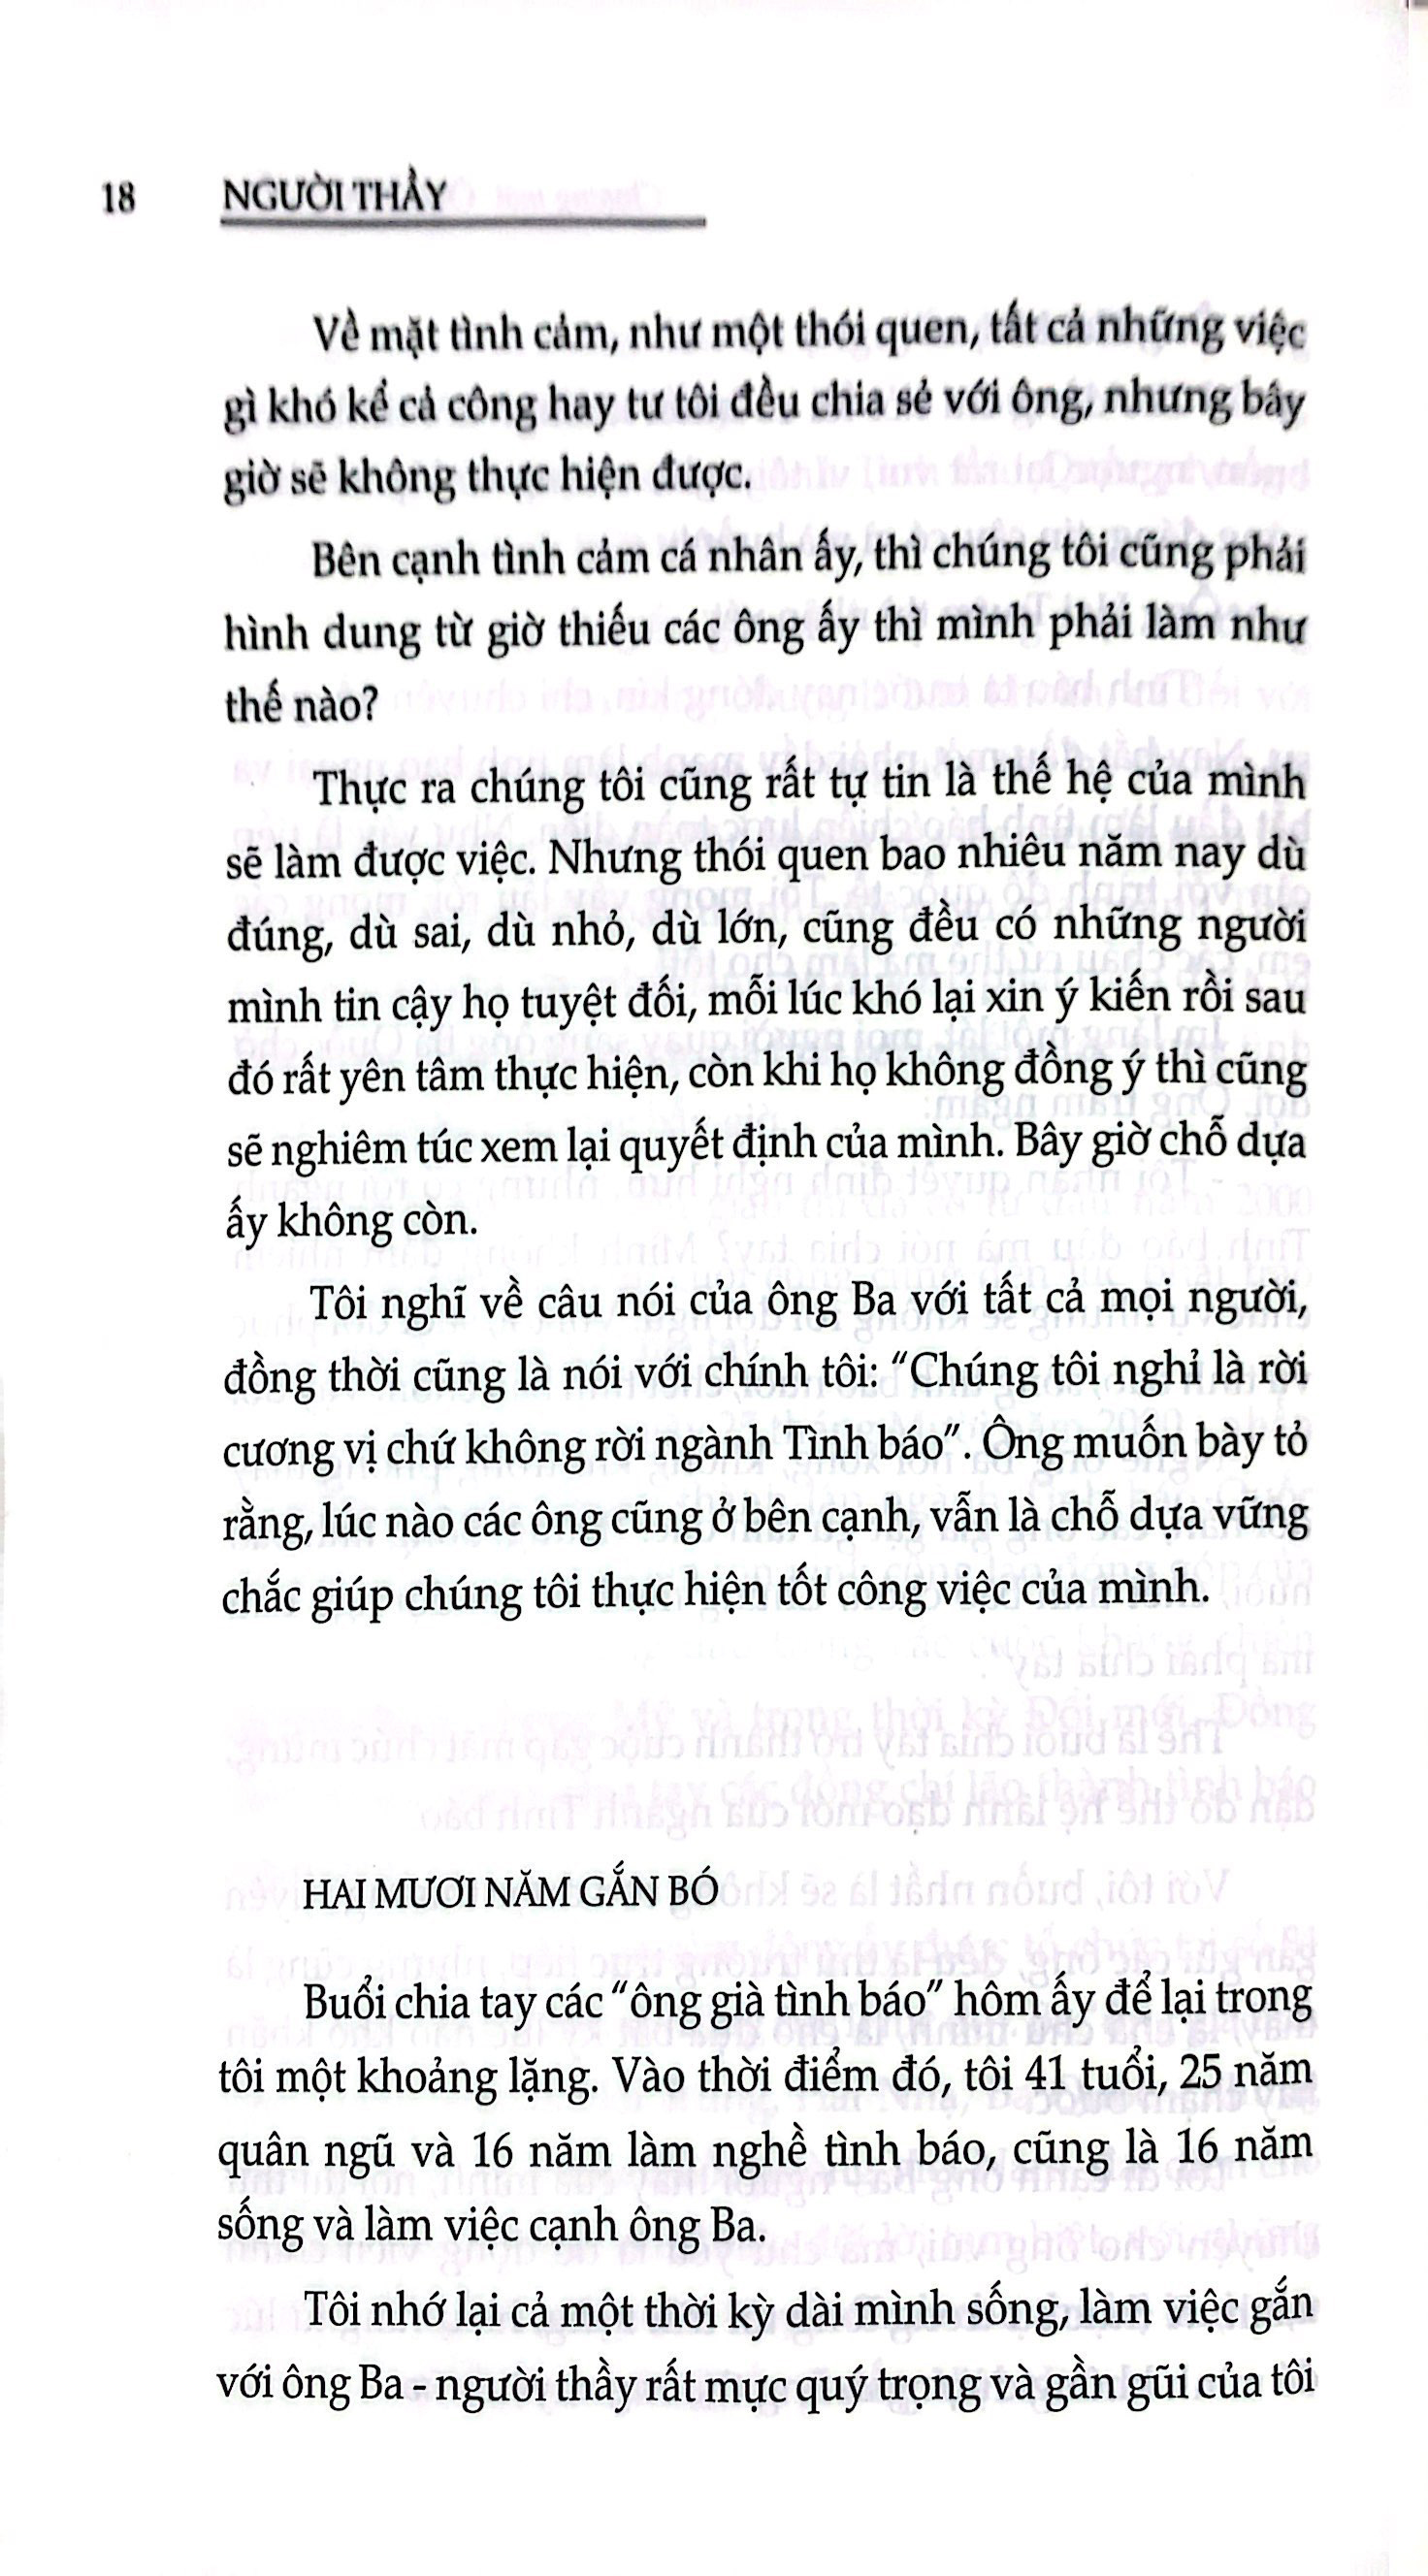 18 NGƯỜI THẦY
Về mặt tình cảm, như một thói quen, tất cả những việc
gì khó kể cả công hay tư tôi đều chia sẻ với ông, nhưng bây
giờ sẽ không thực hiện được.
Bên cạnh tình cảm cá nhân ấy, thì chúng tôi cũng phải
hình dung từ giờ thiếu các ông ấy thì mình phải làm như
thế nào?
Thực ra chúng tôi cũng rất tự tin là thế hệ của mình
sẽ làm được việc. Nhưng thói quen bao nhiêu năm nay dù
đúng, dù sai, dù nhỏ, dù lớn, cũng đều có những người
mình tin cậy họ tuyệt đối, mỗi lúc khó lại xin ý kiến rồi sau
đó rất yên tâm thực hiện, còn khi họ không đồng ý thì cũng
sẽ nghiêm túc xem lại quyết định của mình. Bây giờ chỗ dựa
ấy không còn.
Tôi nghĩ về câu nói của ông Ba với tất cả mọi người,
đồng thời cũng là nói với chính tôi: “Chúng tôi nghỉ là rời
cương vị chứ không rời ngành Tình báo”. Ông muốn bày tỏ
rằng, lúc nào các ông cũng ở bên cạnh, vẫn là chỗ dựa vững
chắc giúp chúng tôi thực hiện tốt công việc của mình.
HAI MƯƠI NĂM GẮN BÓ
Buổi chia tay các “ông già tình báo” hôm ấy để lại trong
tôi một khoảng lặng. Vào thời điểm đó, tôi 41 tuổi, 25 năm
quân ngũ và 16 năm làm nghề tình báo, cũng là 16 năm
sống và làm việc cạnh ông Ba.
Tôi nhớ lại cả một thời kỳ dài mình sống, làm việc gắn
với ông Ba - người thầy rất mực quý trọng và gần gũi của tôi